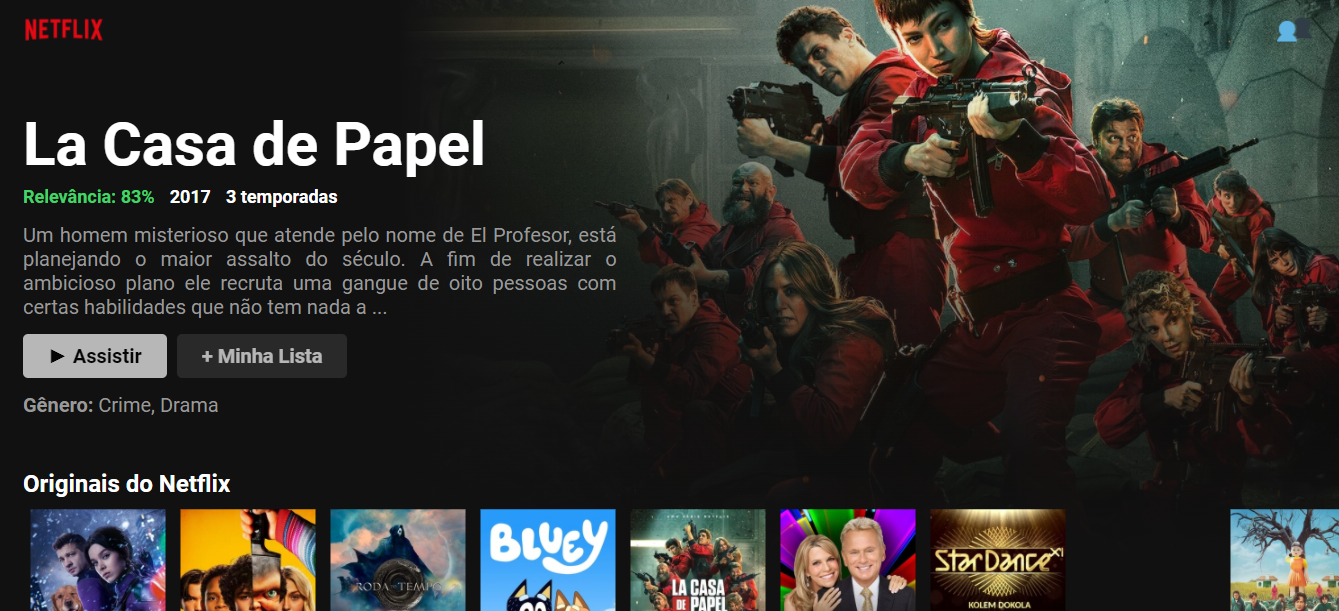 NETFLIX
La Casa de Papel
Relevância: 83% 2017 3 temporadas
Um homem misterioso que atende pelo nome de El Profesor, está
planejando o maior assalto do século. A fim de realizar o
ambicioso plano ele recruta uma gangue de oito pessoas com
certas habilidades que não tem nada a ...
► Assistir
+ Minha Lista
Gênero: Crime, Drama
Originais do Netflix
RODA DO TEMPO
BLUEY
LA CASA
DE PAPEL
StarDance XI
KOLEM DOKOLA